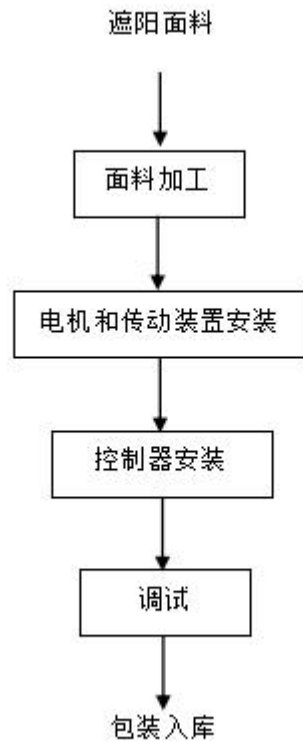 遮阳面料
面料加工
电机和传动装置安装
控制器安装
调试
包装入库